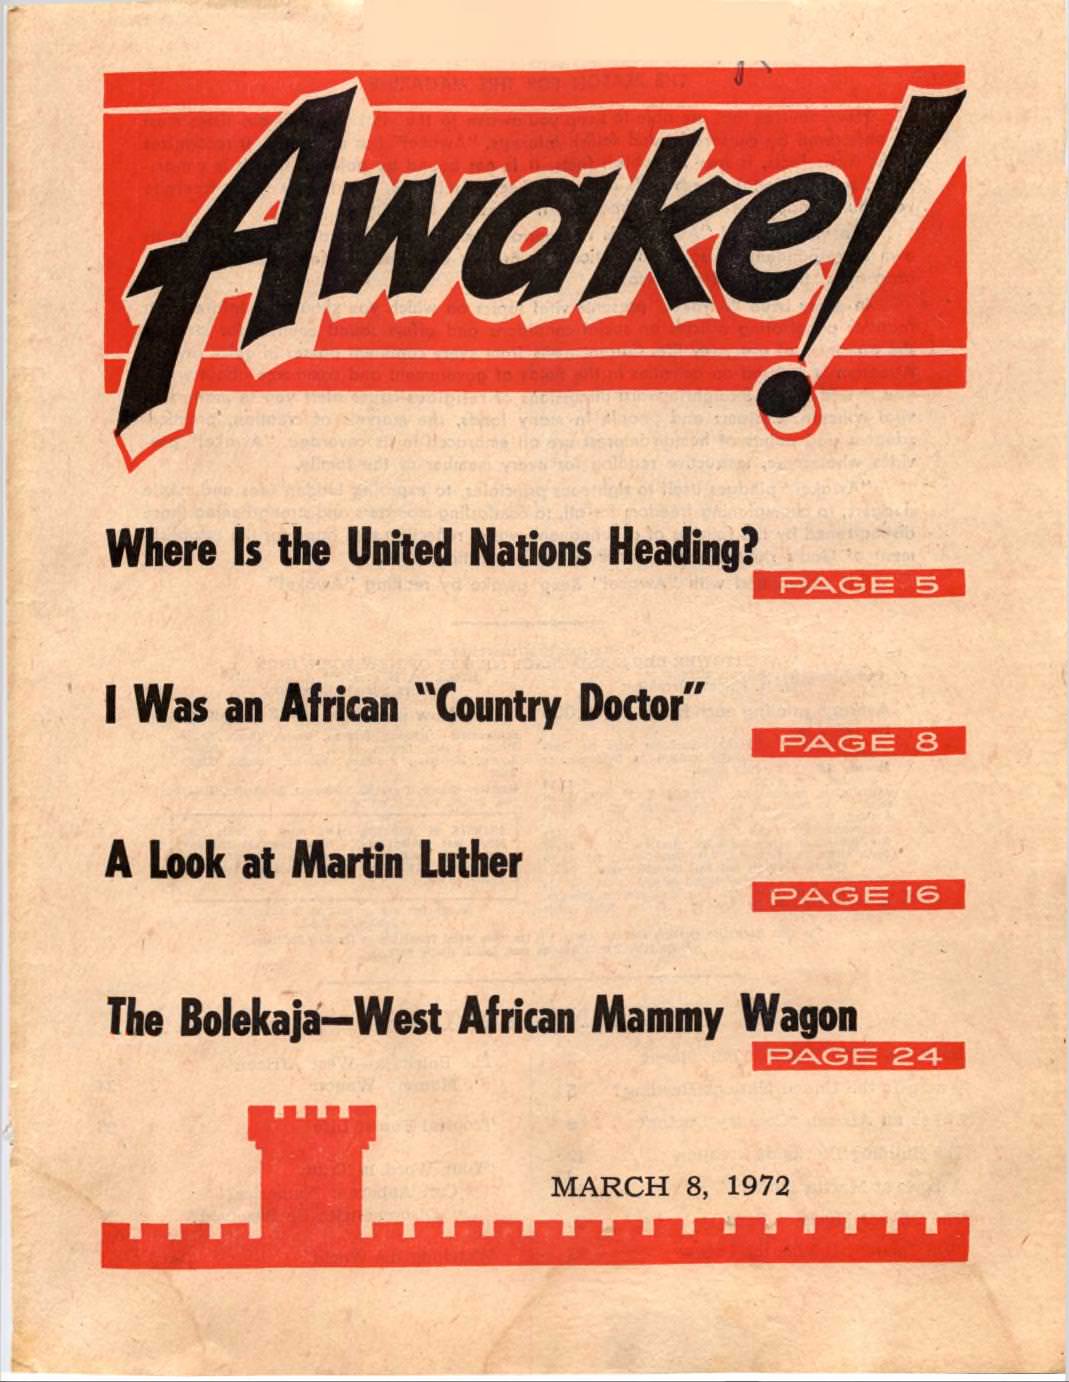 Awake!
Where Is the United Nations Heading?
PAGE 5
I Was an African "Country Doctor"
PAGE 8
A Look at Martin Luther
PAGE 16
The Bolekaja—West African Mammy Wagon
PAGE 24
MARCH 8, 1972